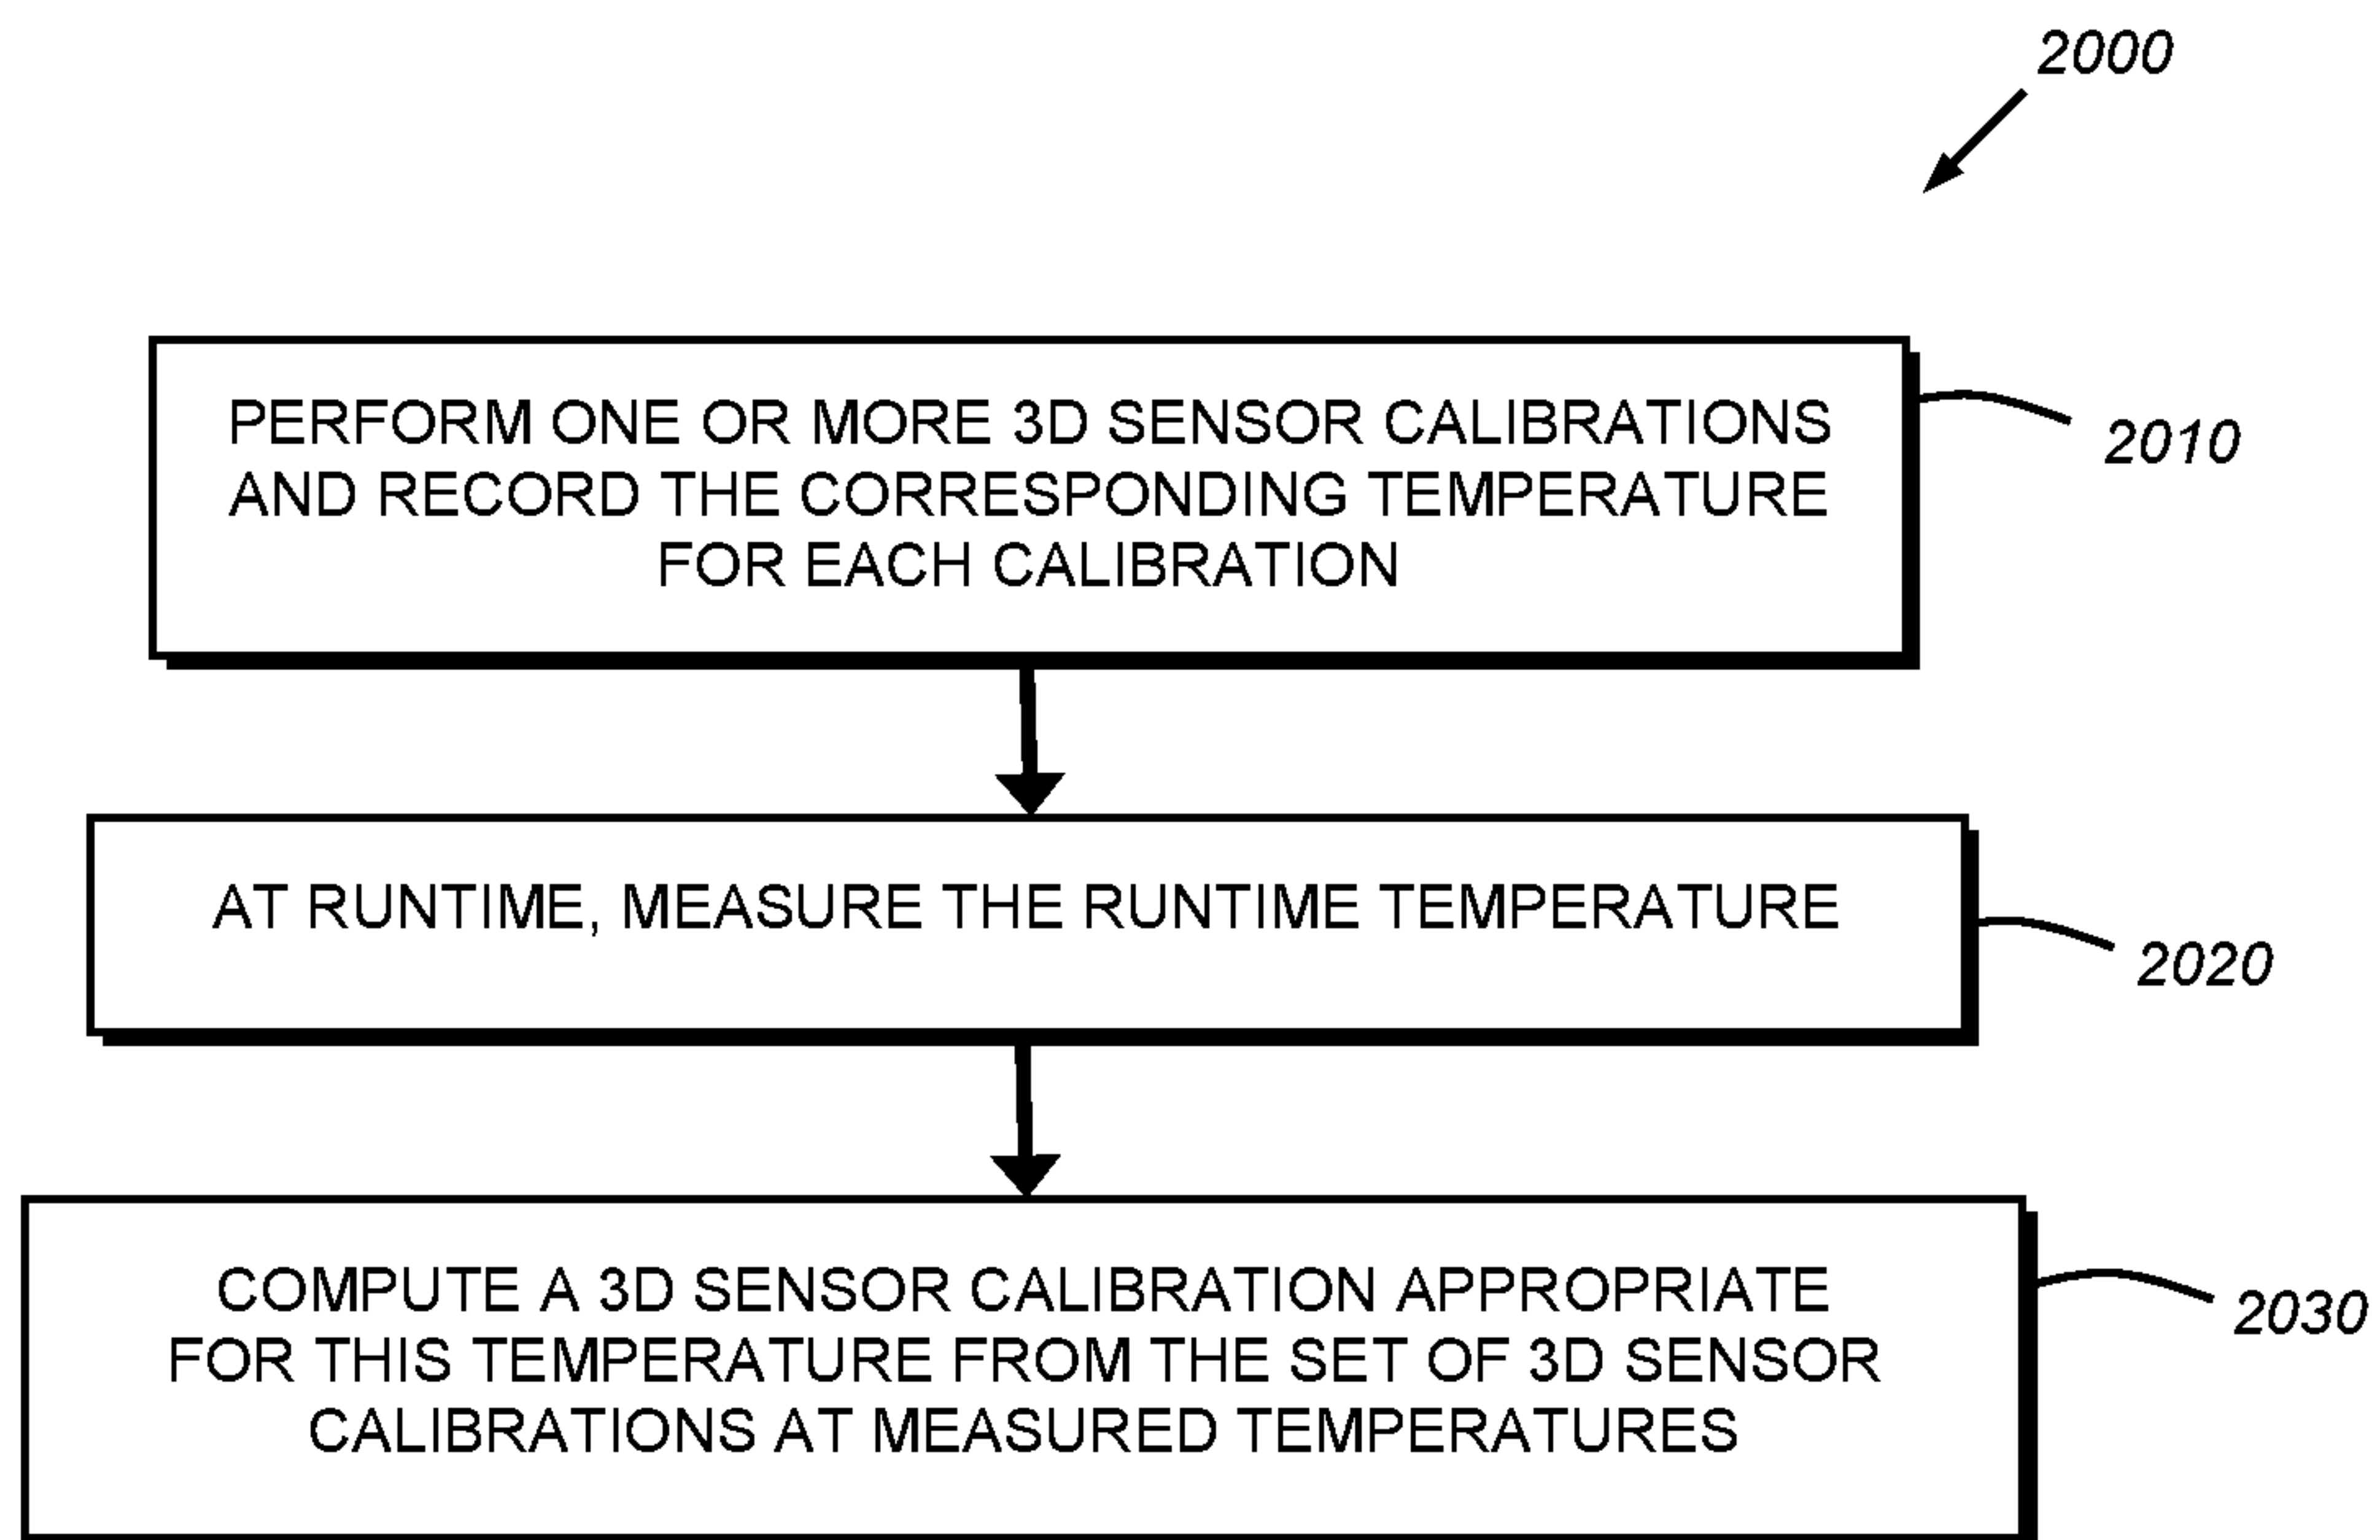 2000
PERFORM ONE OR MORE 3D SENSOR CALIBRATIONS
AND RECORD THE CORRESPONDING TEMPERATURE
FOR EACH CALIBRATION
2010
AT RUNTIME, MEASURE THE RUNTIME TEMPERATURE
2020
COMPUTE A 3D SENSOR CALIBRATION APPROPRIATE
FOR THIS TEMPERATURE FROM THE SET OF 3D SENSOR
CALIBRATIONS AT MEASURED TEMPERATURES
2030